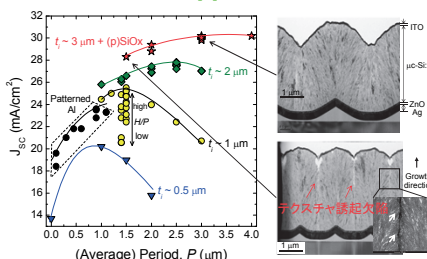 t_i ~ 3 μm + (p)SiOx
t_i ~ 2 μm
Patterned
Al
high
H/P
low
t_i ~ 1 μm
t_i ~ 0.5 μm
J_SC (mA/cm²)
32
30
28
26
24
22
20
18
16
14
0.0 0.5 1.0 1.5 2.0 2.5 3.0 3.5 4.0
(Average) Period, P (μm)
ITO
μc-Si:
ZnO
Ag
1 μm
Growth
direction
テクスチャ誘起欠陥
1 μm